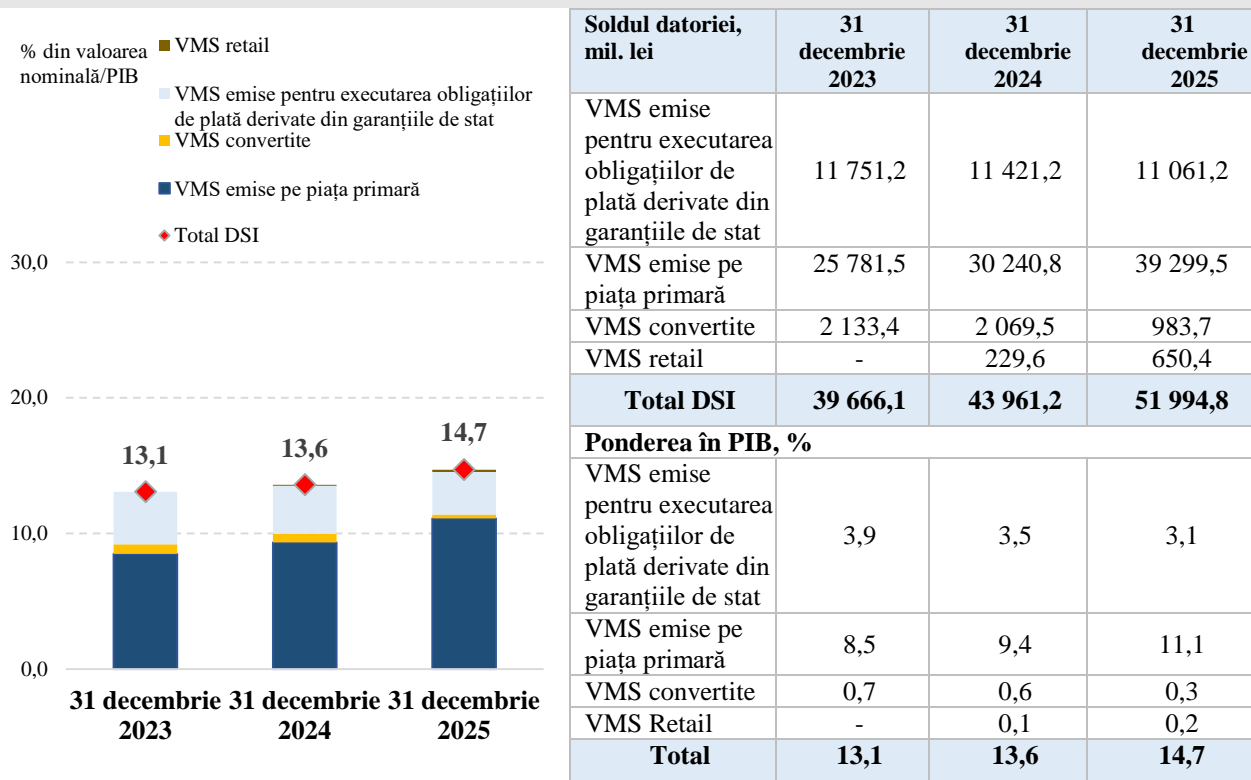 % din valoarea
nominală/PIB
VMS retail
VMS emise pentru executarea obligațiilor
de plată derivate din garanțiile de stat
VMS convertite
VMS emise pe piața primară
Total DSI
30,0
20,0
10,0
0,0
13,1
13,6
14,7
31 decembrie 31 decembrie 31 decembrie
2023 2024 2025
Soldul datoriei,
mil. lei
31
decembrie
2023
31
decembrie
2024
31
decembrie
2025
VMS emise
pentru executarea
obligațiilor de
plată derivate din
garanțiile de stat
11 751,2 11 421,2 11 061,2
VMS emise pe
piața primară
25 781,5 30 240,8 39 299,5
VMS convertite 2 133,4 2 069,5 983,7
VMS retail - 229,6 650,4
Total DSI 39 666,1 43 961,2 51 994,8
Ponderea în PIB, %
VMS emise
pentru executarea
obligațiilor de
plată derivate din
garanțiile de stat
3,9 3,5 3,1
VMS emise pe
piața primară
8,5 9,4 11,1
VMS convertite 0,7 0,6 0,3
VMS Retail - 0,1 0,2
Total 13,1 13,6 14,7